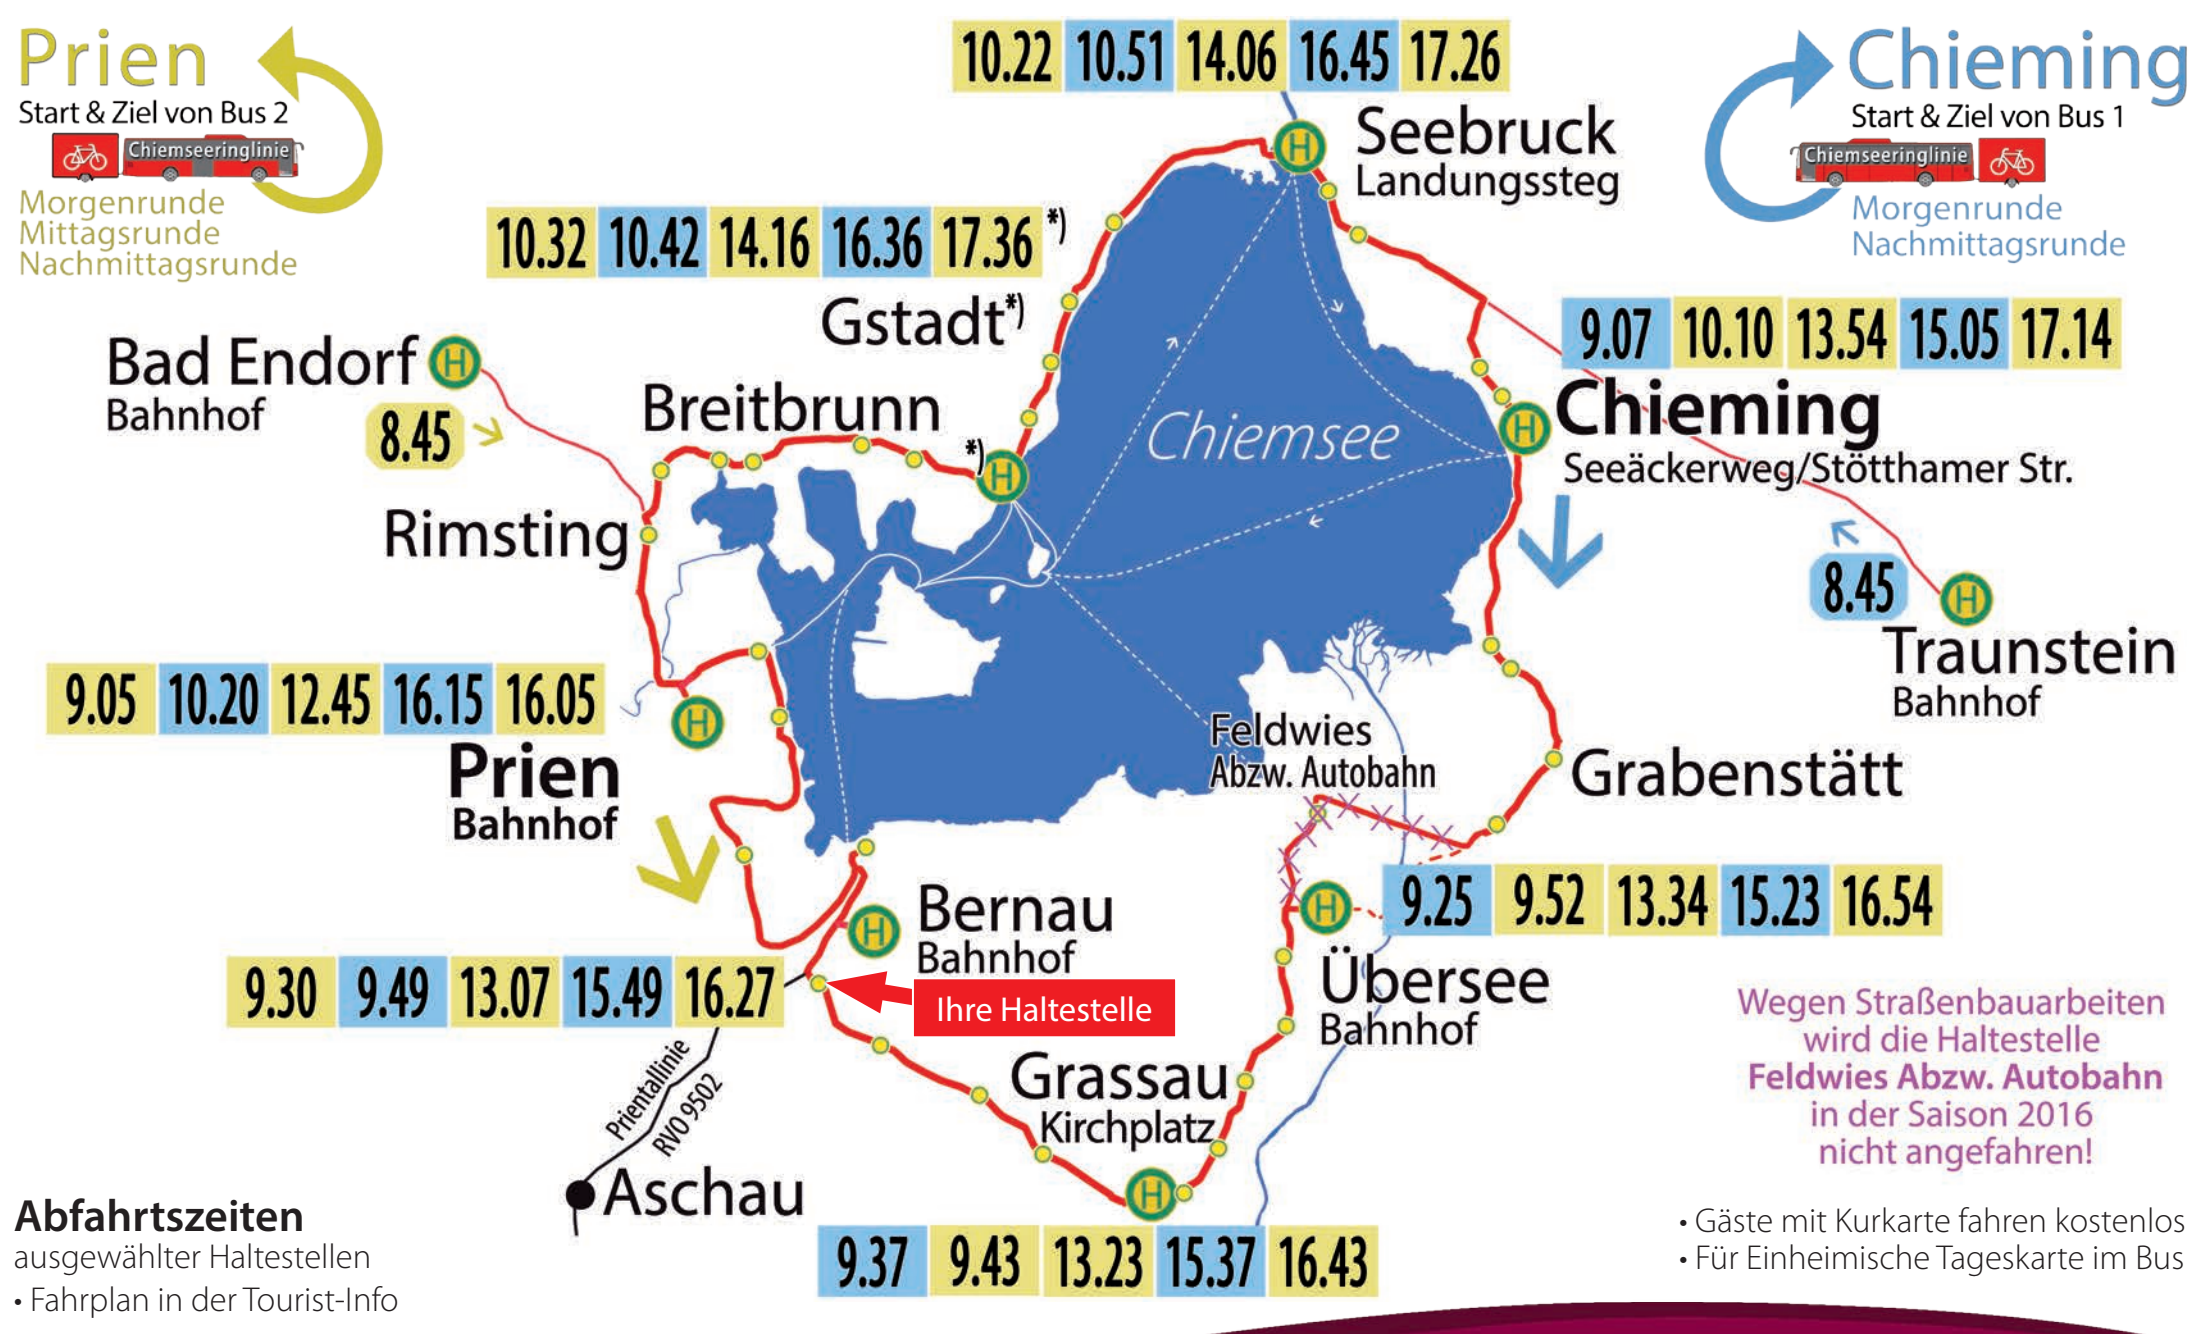 Prien
Start & Ziel von Bus 2
Chiemseeringlinie
Morgenrunde
Mittagsrunde
Nachmittagsrunde
10.22 10.51 14.06 16.45 17.26
Seebruck
Landungssteg
Chieming
Start & Ziel von Bus 1
Chiemseeringlinie
Morgenrunde
Nachmittagsrunde
10.32 10.42 14.16 16.36 17.36 *)
Gstadt*)
Bad Endorf
Bahnhof
8.45
Breitbrunn
*)
Rimsting
Chiemsee
9.07 10.10 13.54 15.05 17.14
Chieming
Seeäckerweg/Stötthamer Str.
8.45
Traunstein
Bahnhof
9.05 10.20 12.45 16.15 16.05
Prien
Bahnhof
Feldwies
Abzw. Autobahn
Grabenstätt
9.25 9.52 13.34 15.23 16.54
Übersee
Bahnhof
Bernau
Bahnhof
9.30 9.49 13.07 15.49 16.27
Ihre Haltestelle
Wegen Straßenbauarbeiten
wird die Haltestelle
Feldwies Abzw. Autobahn
in der Saison 2016
nicht angefahren!
Prientallinie
RVO 9502
Aschau
Grassau
Kirchplatz
9.37 9.43 13.23 15.37 16.43
Abfahrtszeiten
ausgewählter Haltestellen
• Fahrplan in der Tourist-Info
• Gäste mit Kurkarte fahren kostenlos
• Für Einheimische Tageskarte im Bus
H
H
H
H
H
H
H
H
H